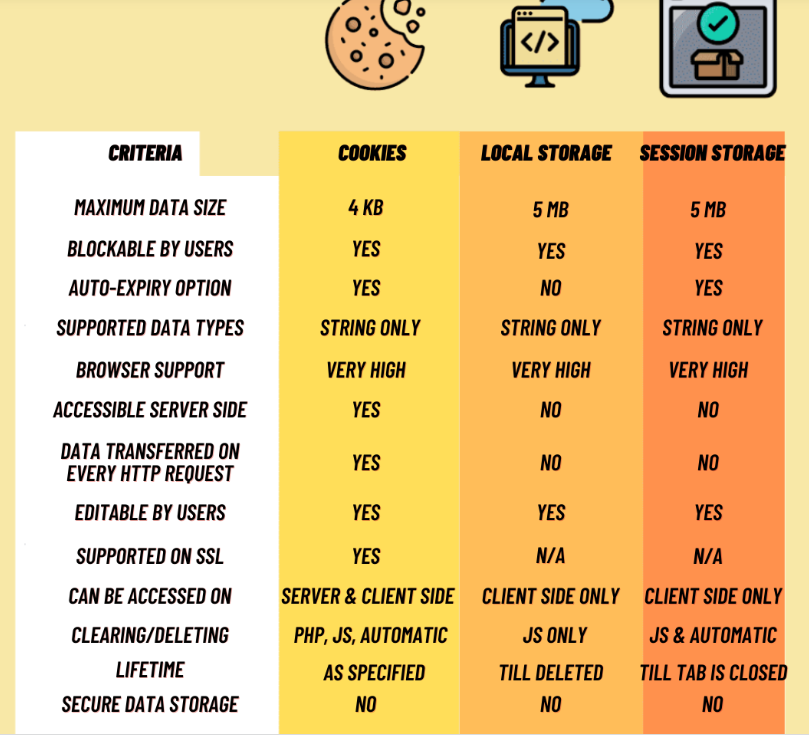 </>
CRITERIA COOKIES LOCAL STORAGE SESSION STORAGE
MAXIMUM DATA SIZE 4 KB 5 MB 5 MB
BLOCKABLE BY USERS YES YES YES
AUTO-EXPIRY OPTION YES NO YES
SUPPORTED DATA TYPES STRING ONLY STRING ONLY STRING ONLY
BROWSER SUPPORT VERY HIGH VERY HIGH VERY HIGH
ACCESSIBLE SERVER SIDE YES NO NO
DATA TRANSFERRED ON
EVERY HTTP REQUEST YES NO NO
EDITABLE BY USERS YES YES YES
SUPPORTED ON SSL YES N/A N/A
CAN BE ACCESSED ON SERVER & CLIENT SIDE CLIENT SIDE ONLY CLIENT SIDE ONLY
CLEARING/DELETING PHP, JS, AUTOMATIC JS ONLY JS & AUTOMATIC
LIFETIME AS SPECIFIED TILL DELETED TILL TAB IS CLOSED
SECURE DATA STORAGE NO NO NO